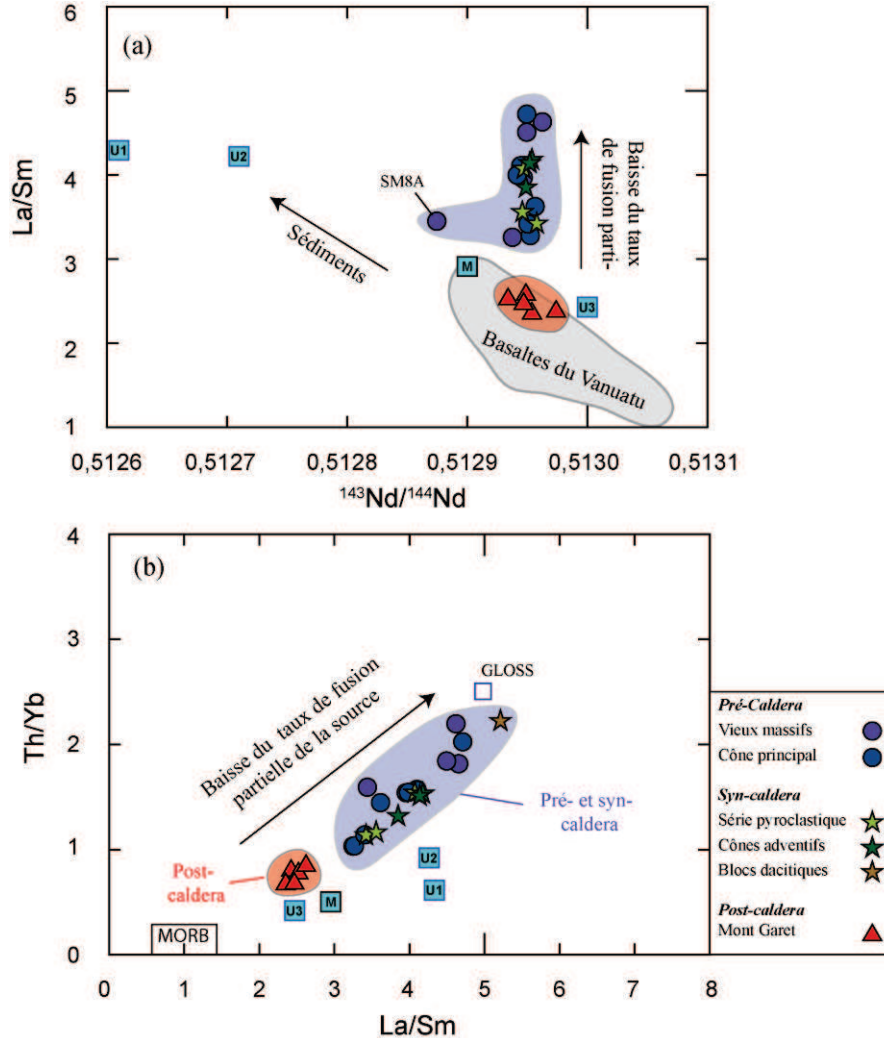 (a)
La/Sm
6
5
4
3
2
1
U1
U2
SM8A
Sédiments
M
U3
Baisse du taux
de fusion parti-
Basaltes du Vanuatu
0,5126
0,5127
0,5128
0,5129
0,5130
0,5131
143Nd/144Nd
(b)
Th/Yb
4
3
2
1
0
Baisse du taux de fusion
partielle de la source
GLOSS
Pré- et syn-
caldera
Post-
caldera
U2
U1
U3
M
MORB
0
1
2
3
4
5
6
7
8
La/Sm
Pré-Caldera
Vieux massifs
Cône principal
Syn-caldera
Série pyroclastique
Cônes adventifs
Blocs dacitiques
Post-caldera
Mont Garet